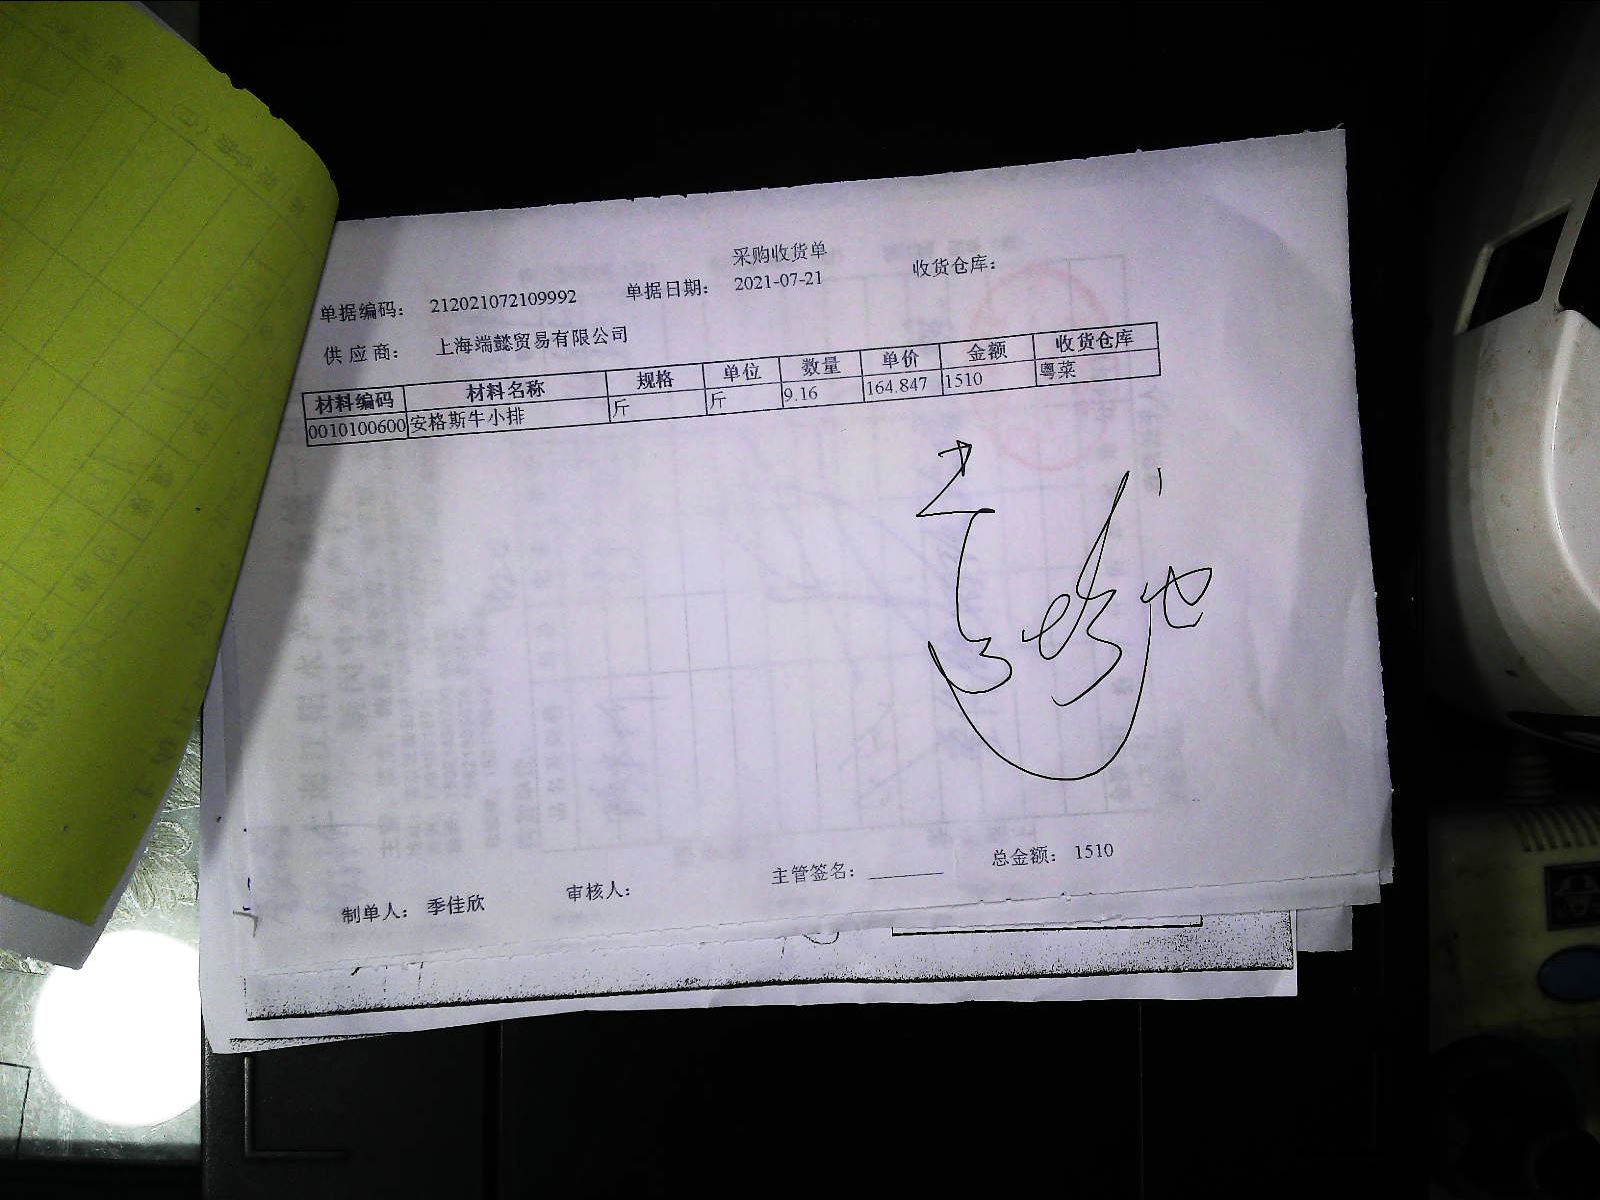 采购收货单
单据编码： 212021072109992 单据日期： 2021-07-21 收货仓库：
供应商： 上海端懿贸易有限公司
材料编码 材料名称 规格 单位 数量 单价 金额 收货仓库
0010100600 安格斯牛小排 斤 斤 9.16 164.847 1510 粤菜
制单人： 季佳欣 审核人： 主管签名： 总金额： 1510